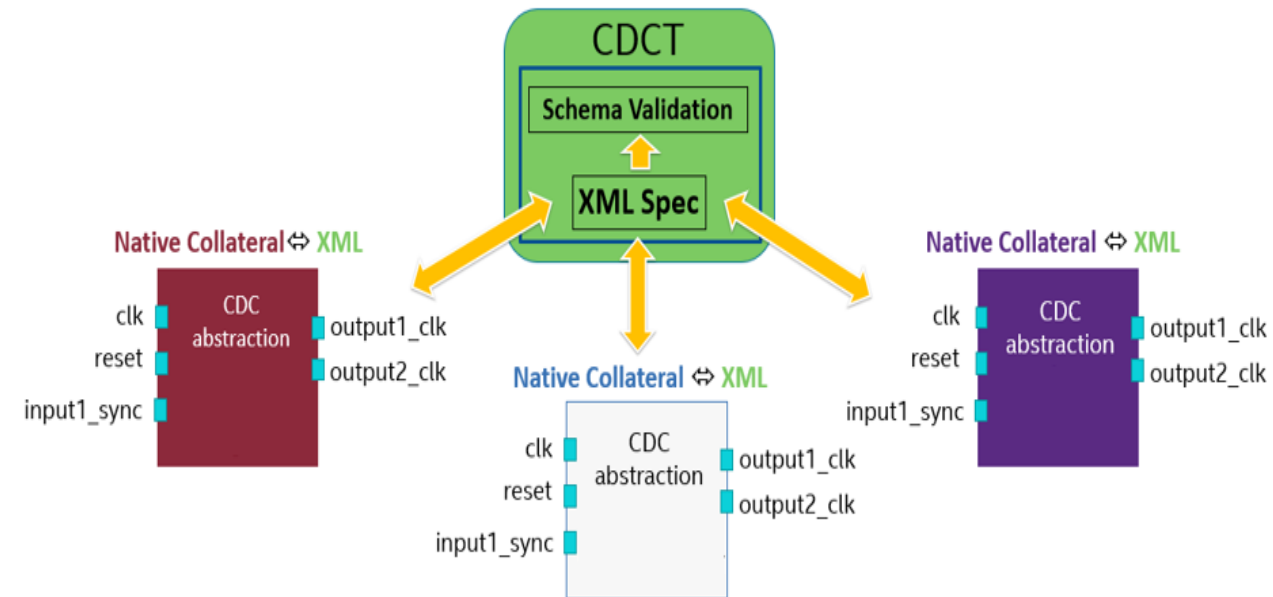 CDCT
Schema Validation
XML Spec
Native Collateral ⬄ XML
CDC
abstraction
clk
reset
input1_sync
output1_clk
output2_clk
Native Collateral ⬄ XML
CDC
abstraction
clk
reset
input1_sync
output1_clk
output2_clk
Native Collateral ⬄ XML
CDC
abstraction
clk
reset
input1_sync
output1_clk
output2_clk